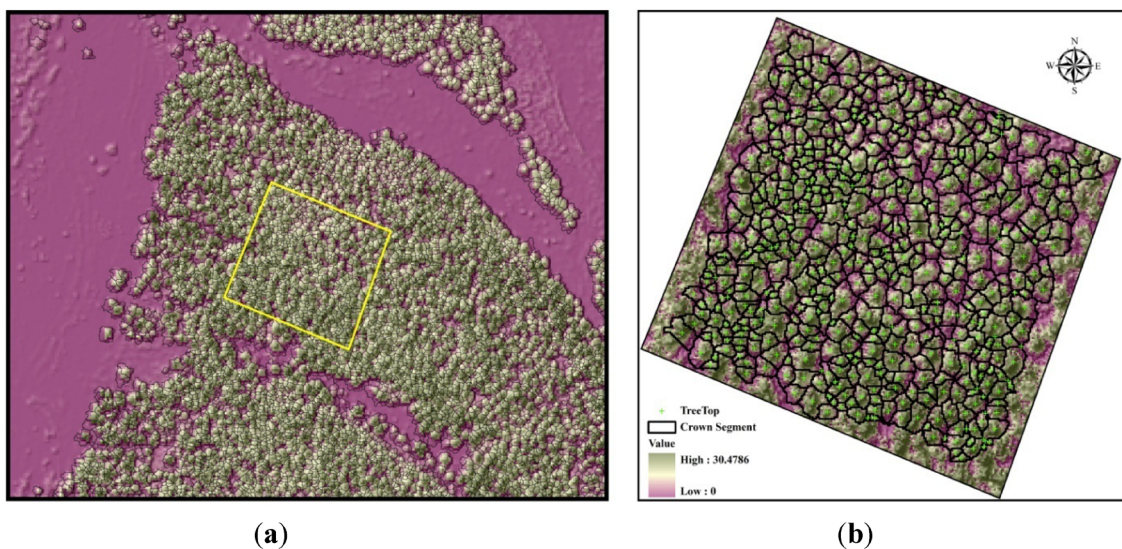 N
W E
S
TreeTop
Crown Segment
Value
High : 30.4786
Low : 0
(a) (b)